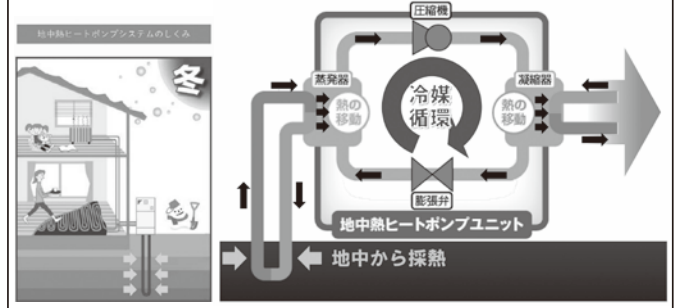 地中熱ヒートポンプシステムのしくみ
冬
圧縮機
蒸発器
凝縮器
熱の
移動
冷媒
循環
熱の
移動
膨張弁
地中熱ヒートポンプユニット
地中から採熱